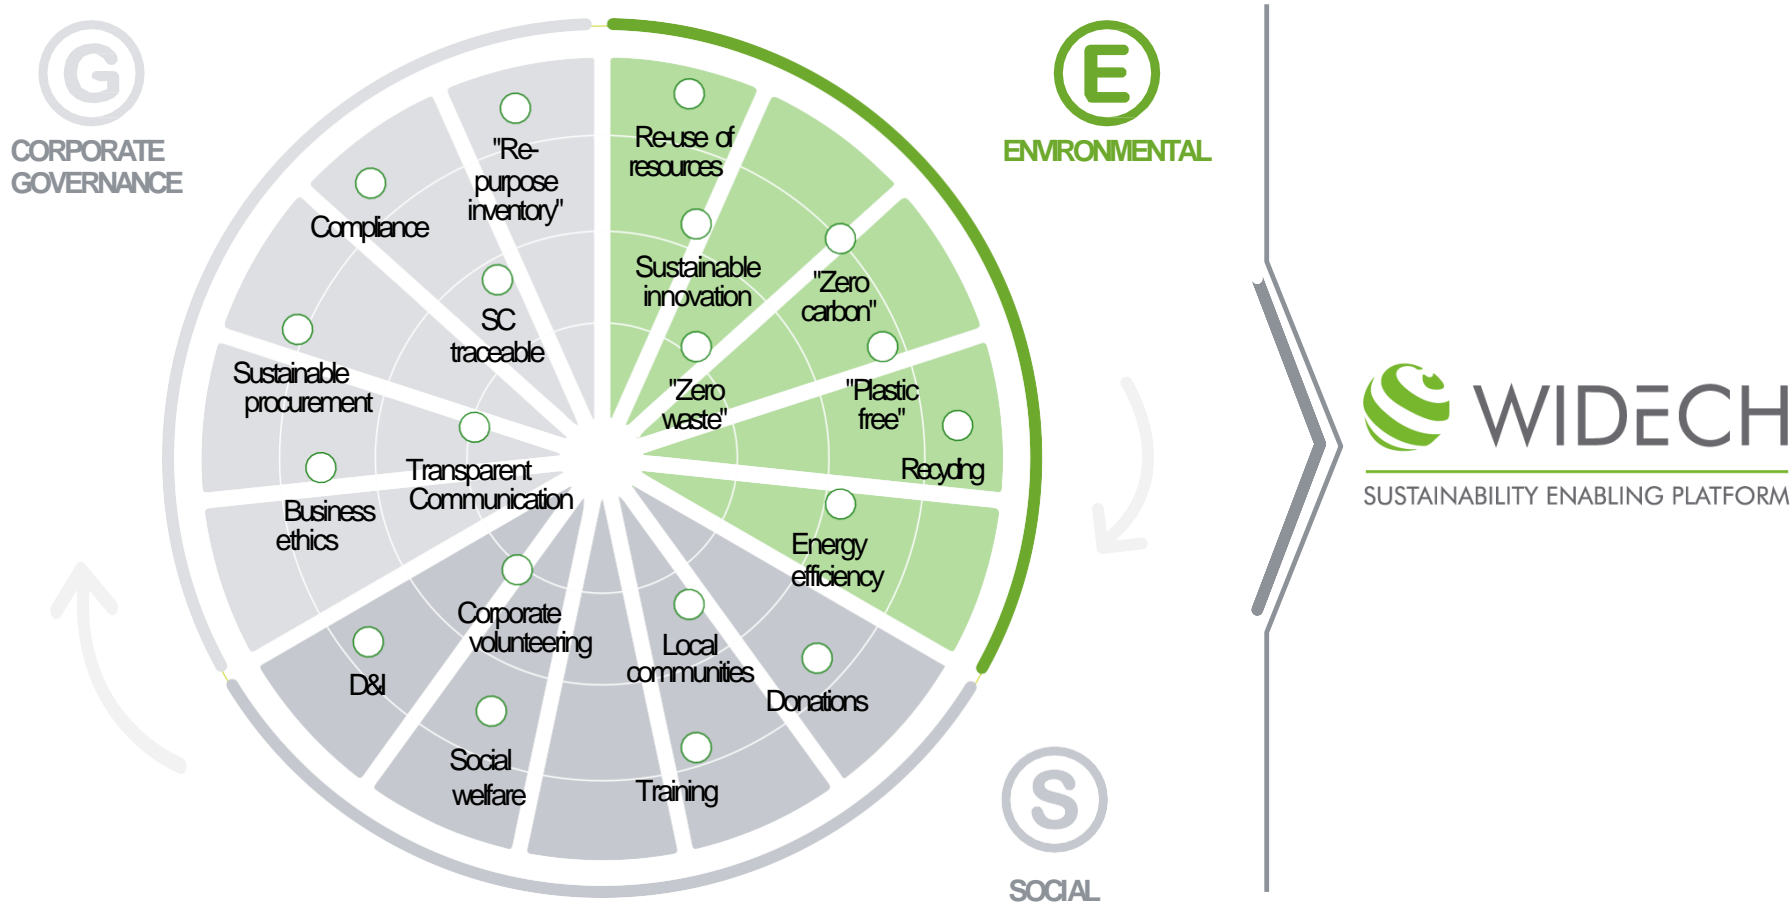 G
CORPORATE
GOVERNANCE
E
ENVIRONMENTAL
Re-use of
resources
"Re-
purpose
inventory"
Compliance
Sustainable
innovation
"Zero
carbon"
SC
traceable
Sustainable
procurement
"Zero
waste"
"Plastic
free"
Recycling
Transparent
Communication
Business
ethics
Energy
efficiency
Corporate
volunteering
Local
communities
D&I
Donations
Social
welfare
Training
S
SOCIAL
WIDECH
SUSTAINABILITY ENABLING PLATFORM